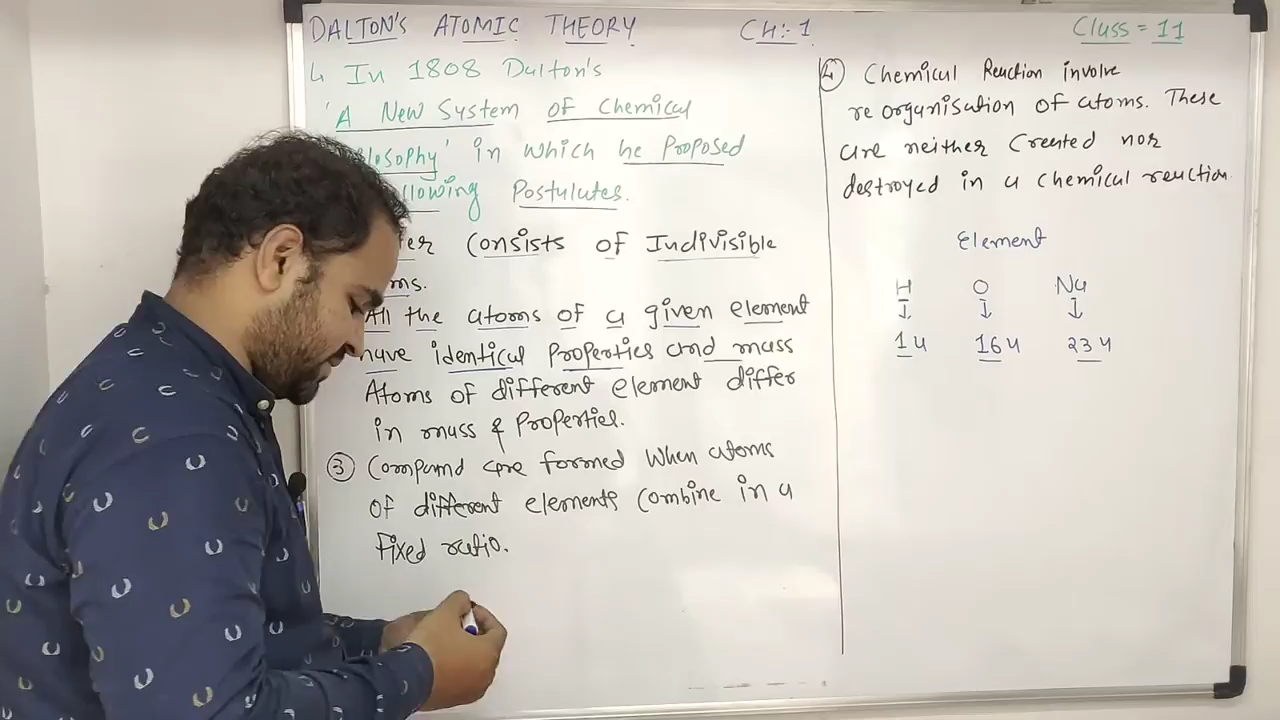 DALTON'S ATOMIC THEORY
CH:- 1
Class = 11
↳ In 1808 Dalton's
'A New System of Chemical
losophy' in which he Proposed
llowing Postulates.
er Consists of Indivisible
ms.
All the atoms of a given element
have identical Properties and mass
Atoms of different element differ
in mass & Properties.
③ Compound are formed When atoms
of different elements Combine in a
Fixed ratio.
④ Chemical Reaction involve
re organisation of atoms. These
are neither Created nor
destroyed in a chemical reaction.
Element
H O Na
↓ ↓ ↓
1u 16u 23u